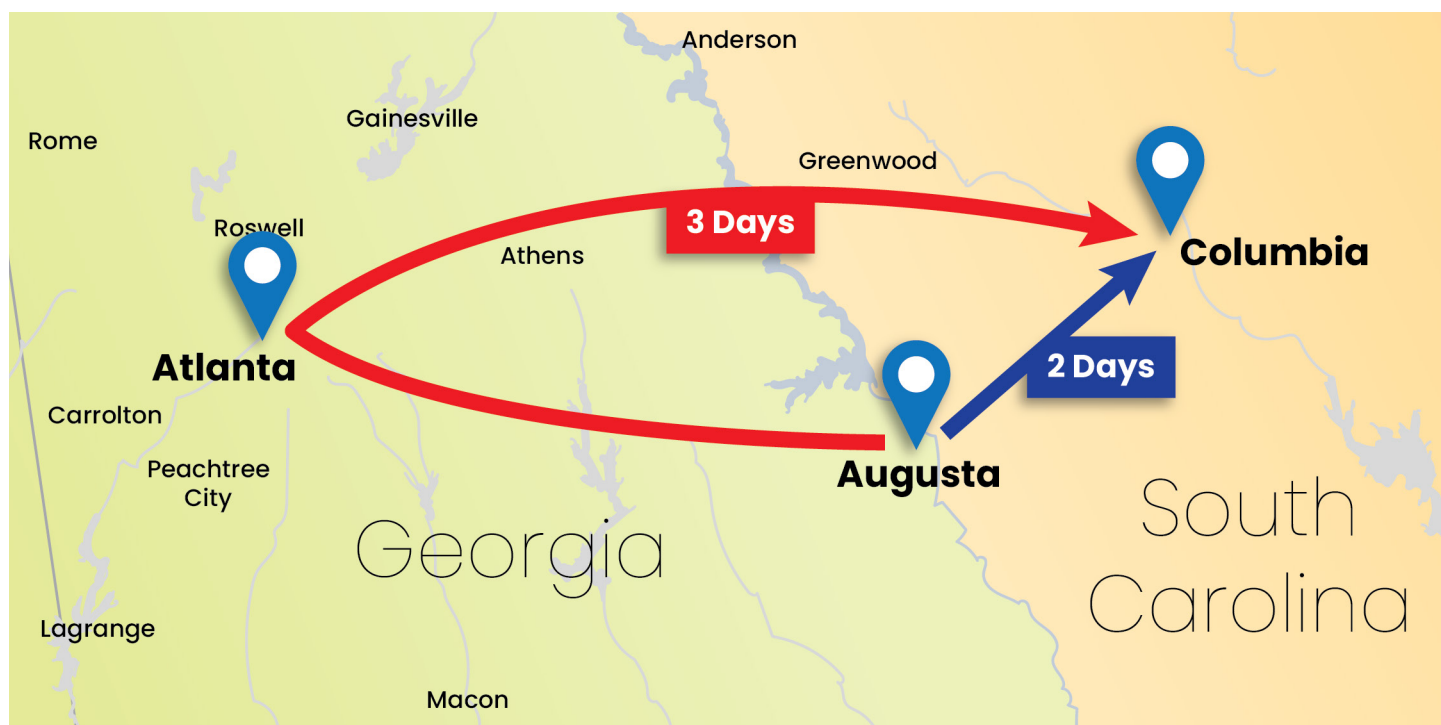 Anderson
Gainesville
Rome
Greenwood
Roswell
3 Days
Athens
Columbia
Atlanta
2 Days
Carrolton
Peachtree
City
Augusta
South
Carolina
Georgia
Lagrange
Macon